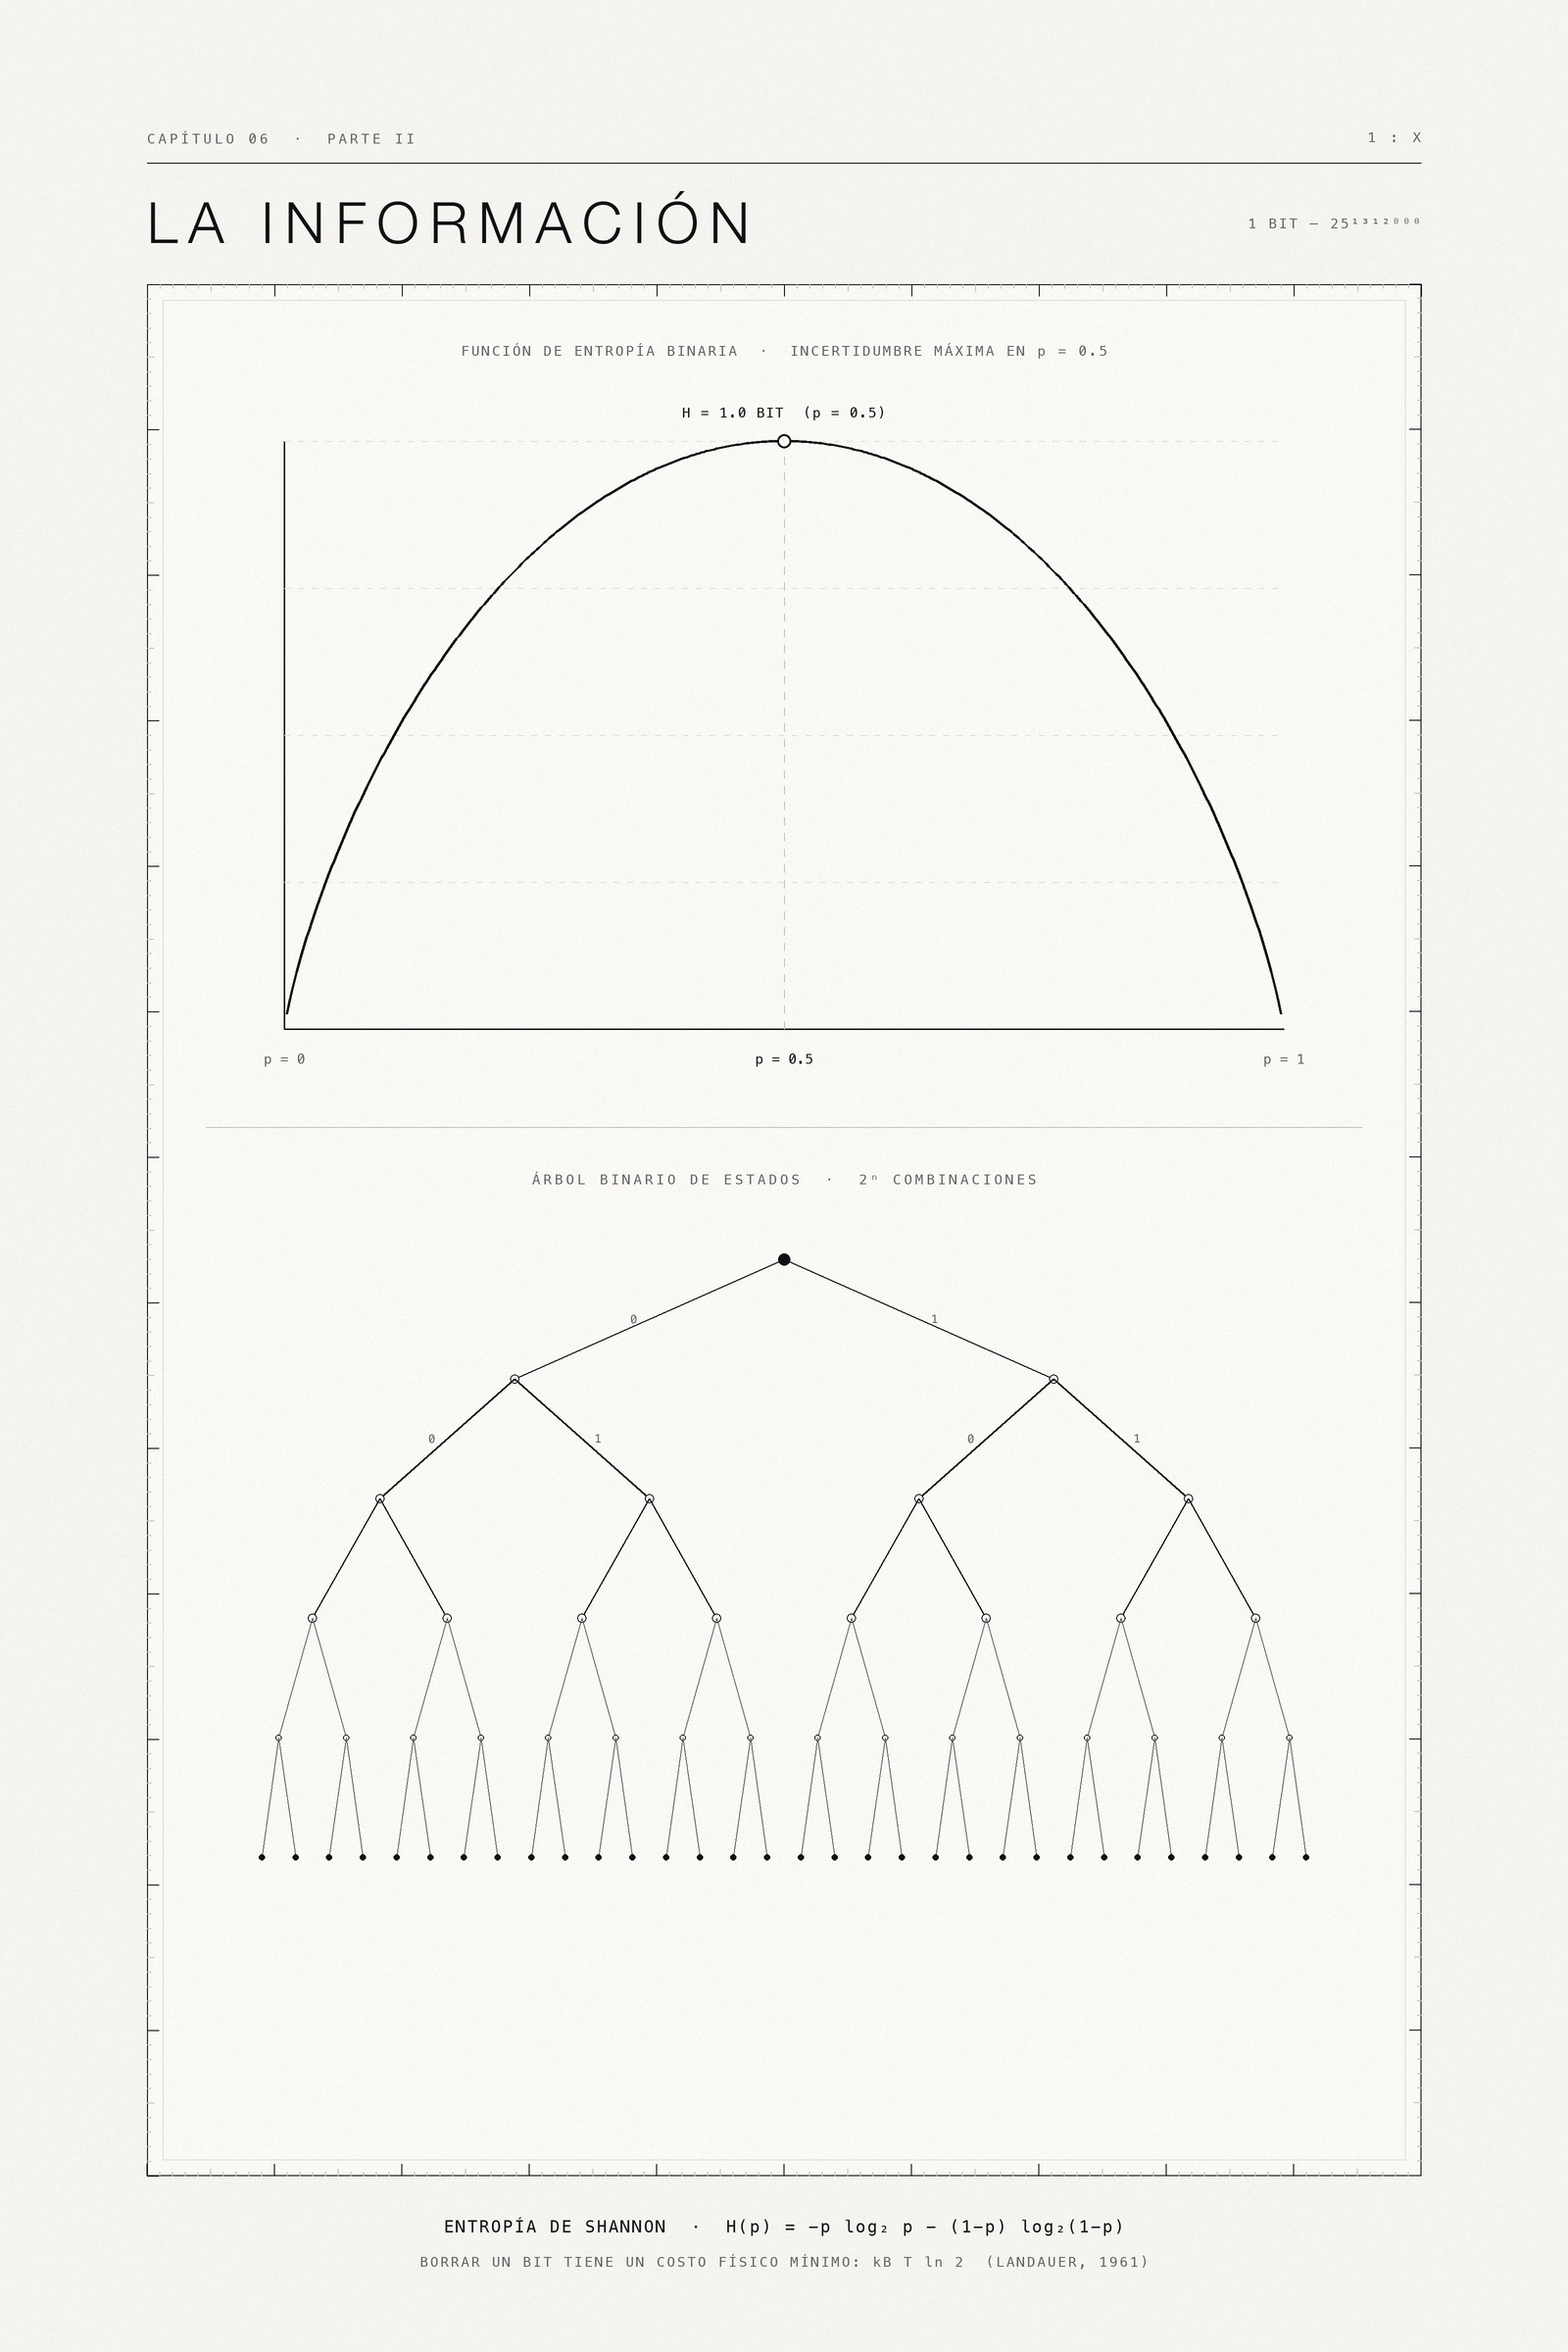 CAPÍTULO 06 · PARTE II
1 : X
LA INFORMACIÓN
1 BIT — 25¹³¹²⁰⁰⁰
FUNCIÓN DE ENTROPÍA BINARIA · INCERTIDUMBRE MÁXIMA EN p = 0.5
H = 1.0 BIT (p = 0.5)
p = 0
p = 0.5
p = 1
ÁRBOL BINARIO DE ESTADOS · 2ⁿ COMBINACIONES
0
1
0
1
0
1
ENTROPÍA DE SHANNON · H(p) = −p log₂ p − (1−p) log₂(1−p)
BORRAR UN BIT TIENE UN COSTO FÍSICO MÍNIMO: kB T ln 2 (LANDAUER, 1961)